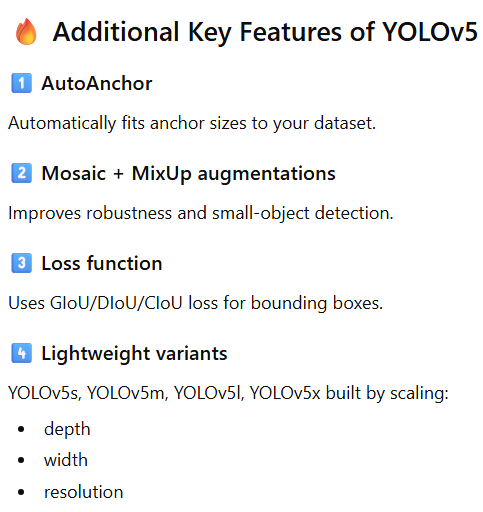 🔥 Additional Key Features of YOLOv5
1️⃣ AutoAnchor
Automatically fits anchor sizes to your dataset.
2️⃣ Mosaic + MixUp augmentations
Improves robustness and small-object detection.
3️⃣ Loss function
Uses GIoU/DIoU/CIoU loss for bounding boxes.
4️⃣ Lightweight variants
YOLOv5s, YOLOv5m, YOLOv5l, YOLOv5x built by scaling:
• depth
• width
• resolution